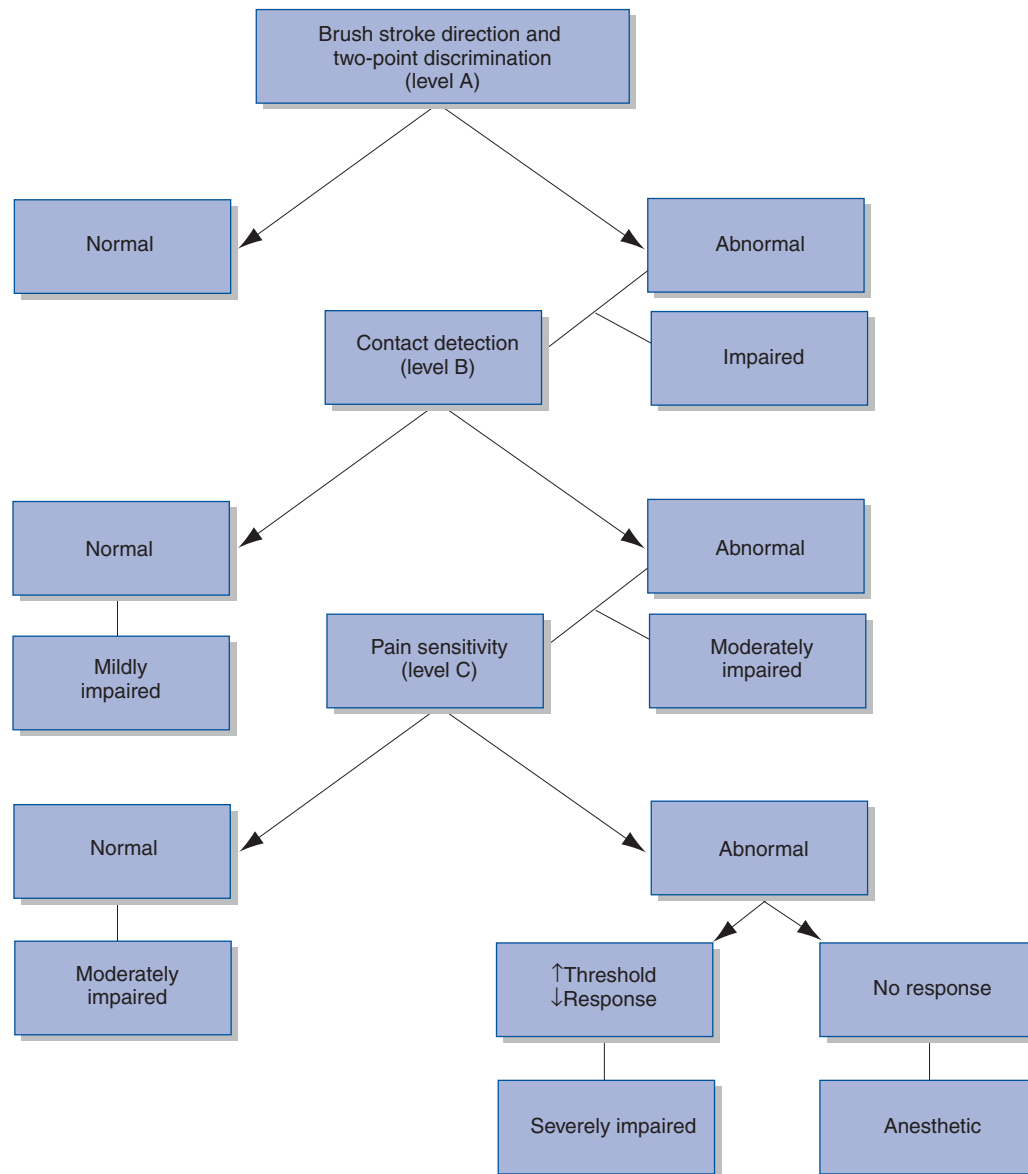 Brush stroke direction and
two-point discrimination
(level A)
Normal
Abnormal
Contact detection
(level B)
Impaired
Normal
Abnormal
Mildly
impaired
Pain sensitivity
(level C)
Moderately
impaired
Normal
Abnormal
Moderately
impaired
↑Threshold
↓Response
No response
Severely impaired
Anesthetic